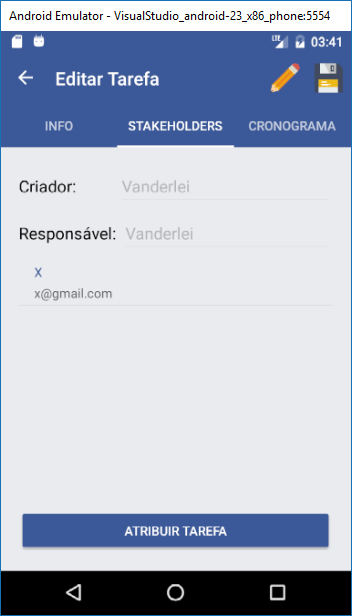 Android Emulator - VisualStudio_android-23_x86_phone:5554
LTE 03:41
Editar Tarefa
INFO STAKEHOLDERS CRONOGRAMA
Criador: Vanderlei
Responsável: Vanderlei
X
x@gmail.com
ATRIBUIR TAREFA